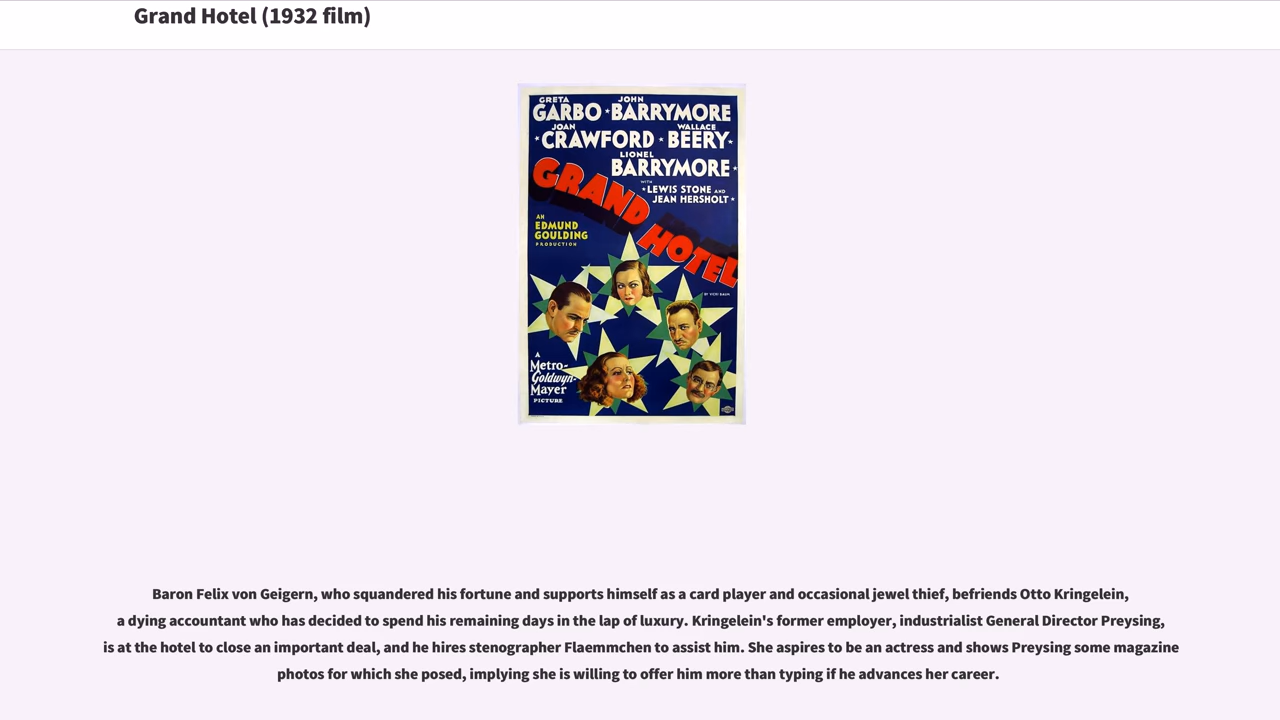 Grand Hotel (1932 film)
GRETA JOHN
GARBO * BARRYMORE
JOAN WALLACE
* CRAWFORD * BEERY *
LIONEL
BARRYMORE *
WITH
* LEWIS STONE AND
JEAN HERSHOLT *
GRAND
HOTEL
AN
EDMUND
GOULDING
PRODUCTION
BY VICKI BAUM
A
Metro-
Goldwyn-
Mayer
PICTURE
Baron Felix von Geigern, who squandered his fortune and supports himself as a card player and occasional jewel thief, befriends Otto Kringelein,
a dying accountant who has decided to spend his remaining days in the lap of luxury. Kringelein's former employer, industrialist General Director Preysing,
is at the hotel to close an important deal, and he hires stenographer Flaemmchen to assist him. She aspires to be an actress and shows Preysing some magazine
photos for which she posed, implying she is willing to offer him more than typing if he advances her career.